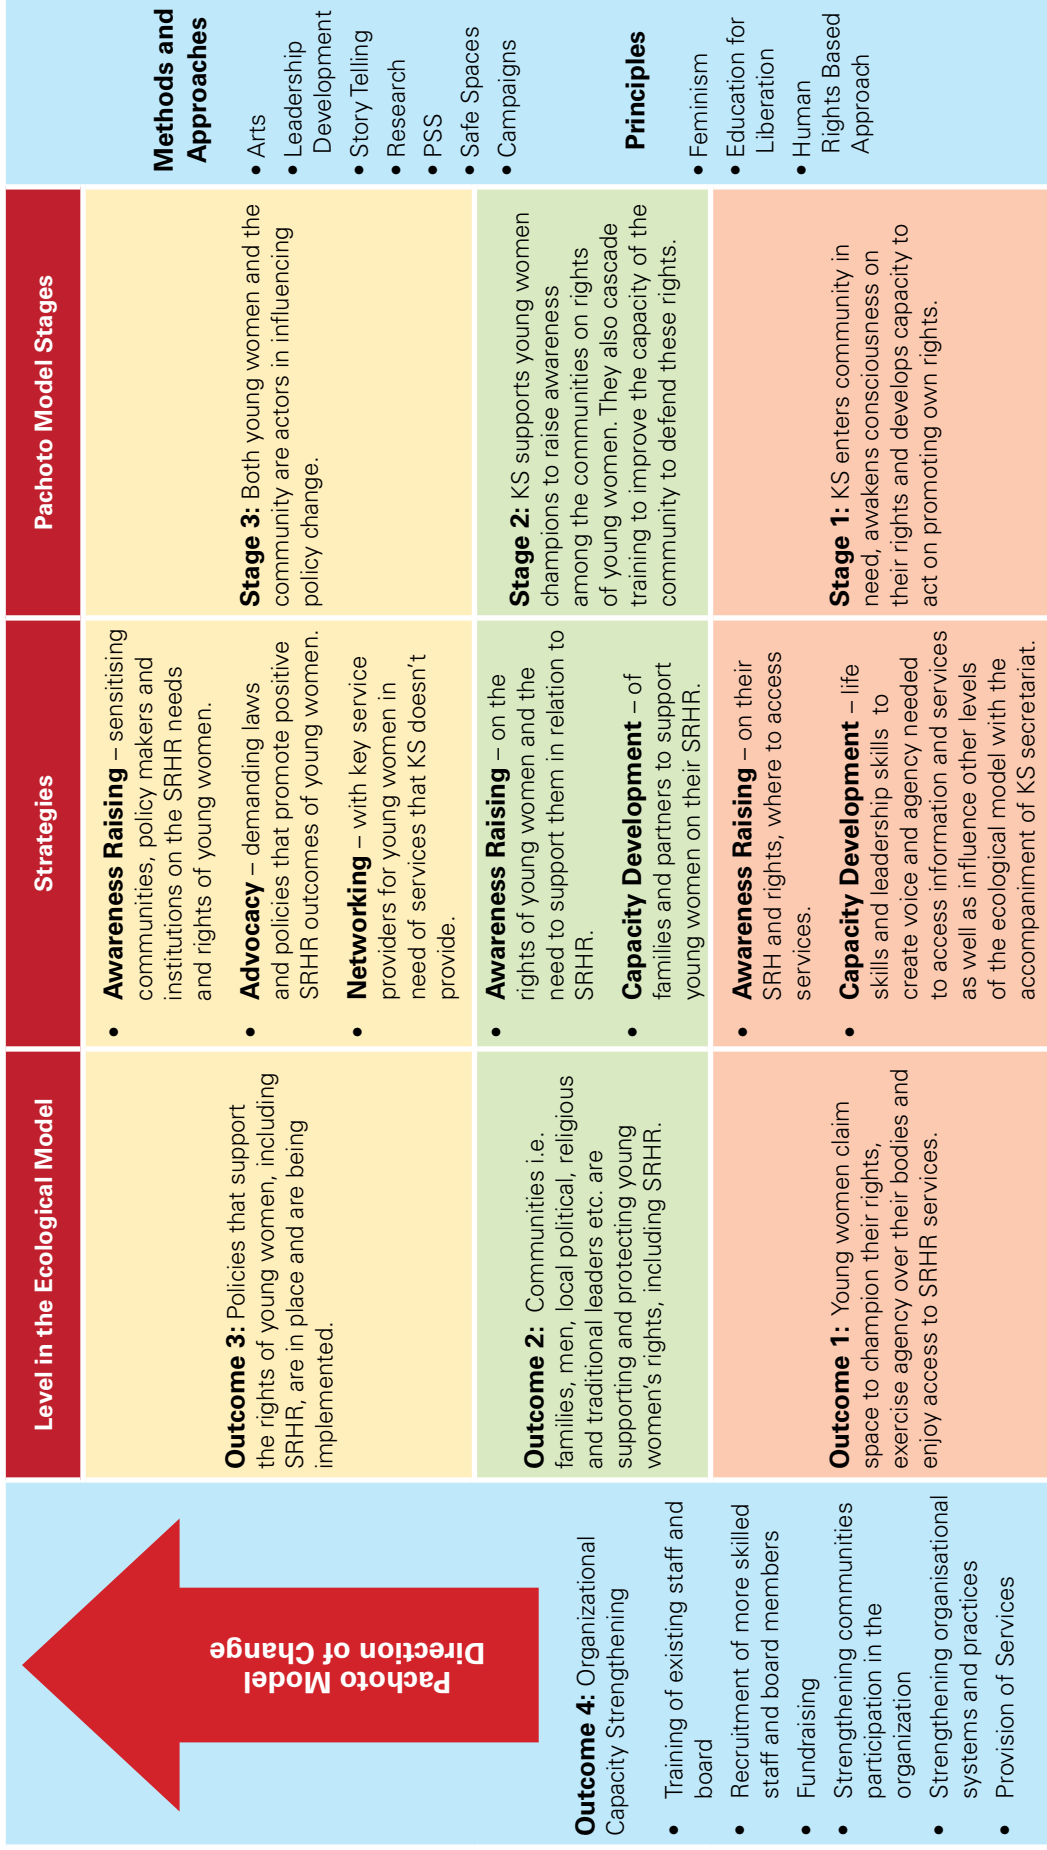 Pachoto Model
Direction of Change
Outcome 4: Organizational
Capacity Strengthening
• Training of existing staff and
board
• Recruitment of more skilled
staff and board members
• Fundraising
• Strengthening communities
participation in the
organization
• Strengthening organisational
systems and practices
• Provision of Services
Level in the Ecological Model
Strategies
Pachoto Model Stages
Outcome 3: Policies that support
the rights of young women, including
SRHR, are in place and are being
implemented.
• Awareness Raising – sensitising
communities, policy makers and
institutions on the SRHR needs
and rights of young women.
• Advocacy – demanding laws
and policies that promote positive
SRHR outcomes of young women.
• Networking – with key service
providers for young women in
need of services that KS doesn't
provide.
Stage 3: Both young women and the
community are actors in influencing
policy change.
Outcome 2: Communities i.e.
families, men, local political, religious
and traditional leaders etc. are
supporting and protecting young
women's rights, including SRHR.
• Awareness Raising – on the
rights of young women and the
need to support them in relation to
SRHR.
• Capacity Development – of
families and partners to support
young women on their SRHR.
Stage 2: KS supports young women
champions to raise awareness
among the communities on rights
of young women. They also cascade
training to improve the capacity of the
community to defend these rights.
Outcome 1: Young women claim
space to champion their rights,
exercise agency over their bodies and
enjoy access to SRHR services.
• Awareness Raising – on their
SRH and rights, where to access
services.
• Capacity Development – life
skills and leadership skills to
create voice and agency needed
to access information and services
as well as influence other levels
of the ecological model with the
accompaniment of KS secretariat.
Stage 1: KS enters community in
need, awakens consciousness on
their rights and develops capacity to
act on promoting own rights.
Methods and
Approaches
• Arts
• Leadership
Development
• Story Telling
• Research
• PSS
• Safe Spaces
• Campaigns
Principles
• Feminism
• Education for
Liberation
• Human
Rights Based
Approach